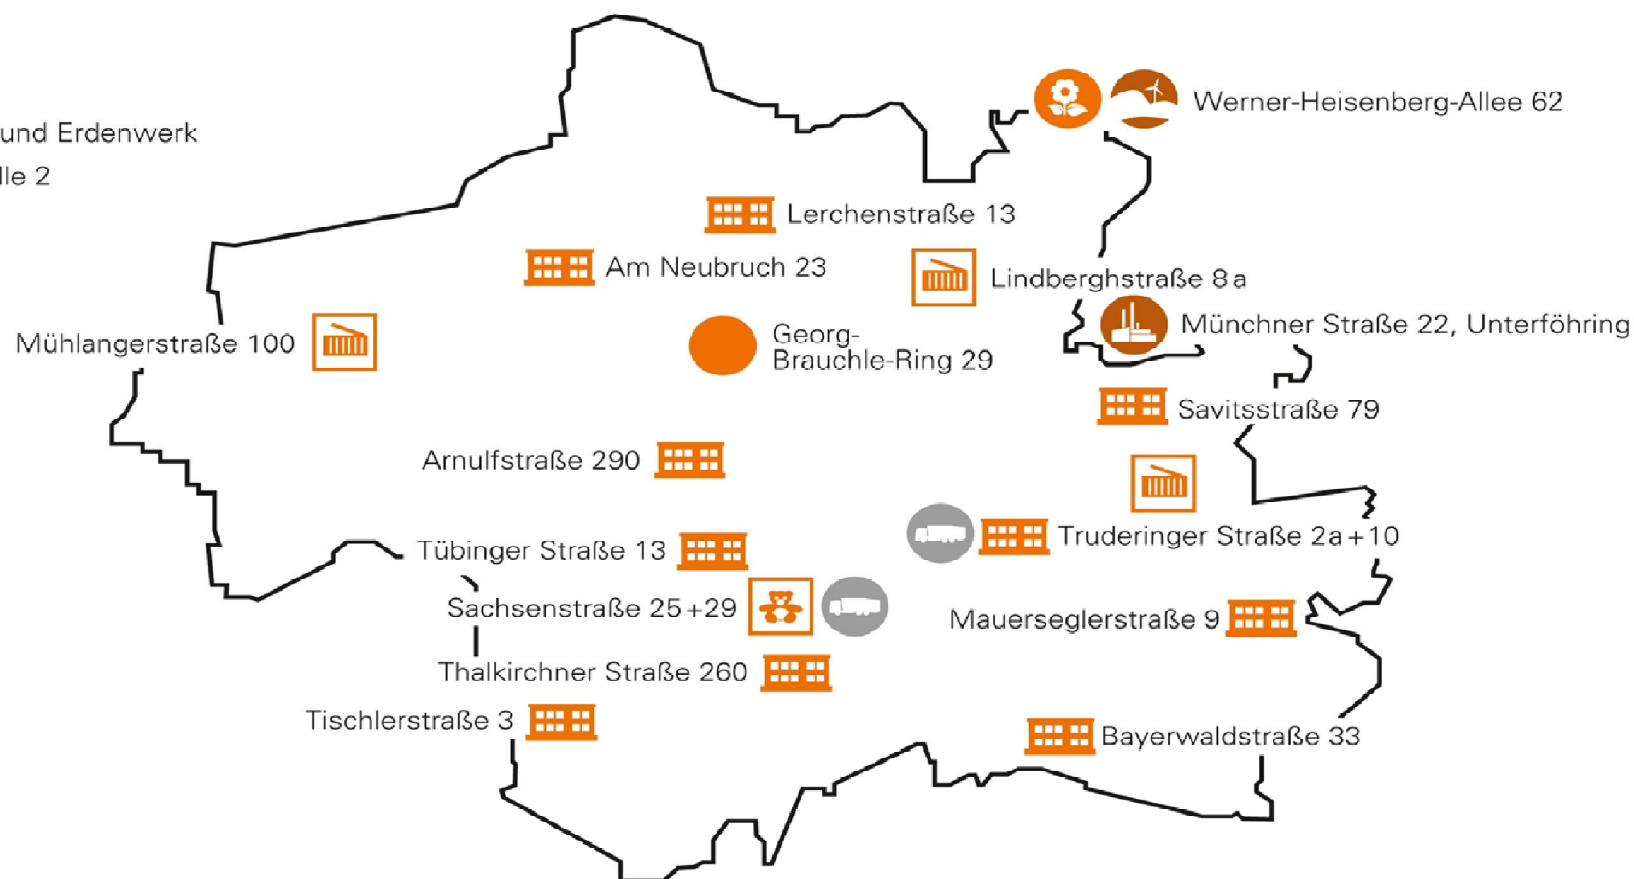 Werner-Heisenberg-Allee 62
und Erdenwerk
lle 2
Lerchenstraße 13
Am Neubruch 23
Lindberghstraße 8a
Münchner Straße 22, Unterföhring
Mühlangerstraße 100
Georg-
Brauchle-Ring 29
Savitsstraße 79
Arnulfstraße 290
Truderinger Straße 2a+10
Tübinger Straße 13
Sachsenstraße 25+29
Mauerseglerstraße 9
Thalkirchner Straße 260
Tischlerstraße 3
Bayerwaldstraße 33